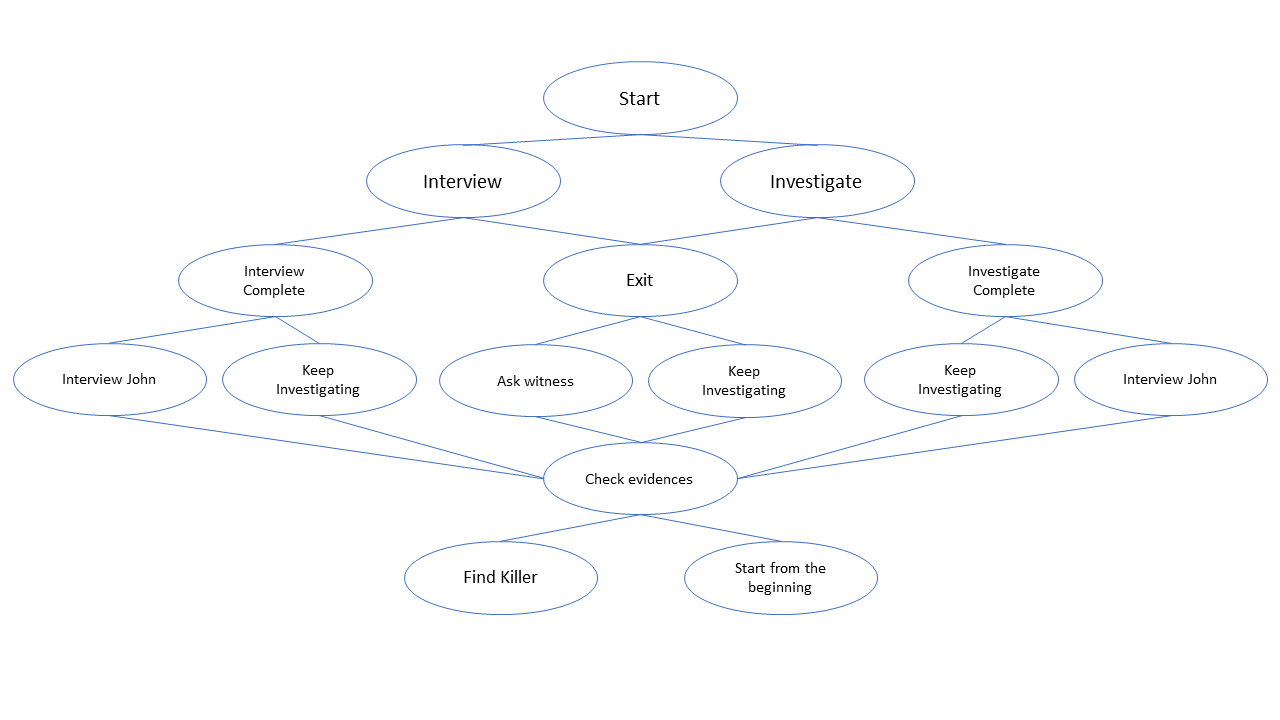 Start
Interview
Investigate
Interview
Complete
Exit
Investigate
Complete
Interview John
Keep
Investigating
Ask witness
Keep
Investigating
Keep
Investigating
Interview John
Check evidences
Find Killer
Start from the
beginning